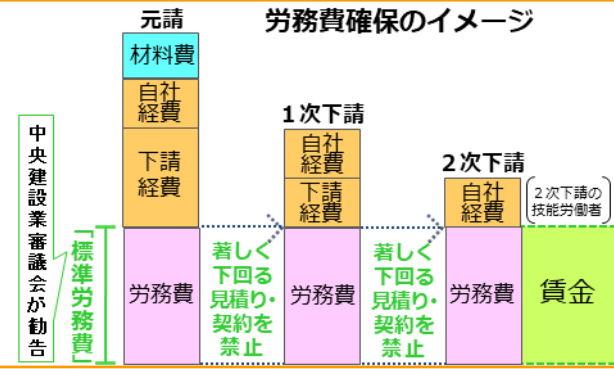 労務費確保のイメージ
元請
材料費
自社
経費
下請
経費
労務費
1次下請
自社
経費
下請
経費
労務費
2次下請
自社
経費
労務費
2次下請の
技能労働者
賃金
著しく
下回る
見積り・
契約を
禁止
著しく
下回る
見積り・
契約を
禁止
中央建設業審議会が勧告
「標準労務費」